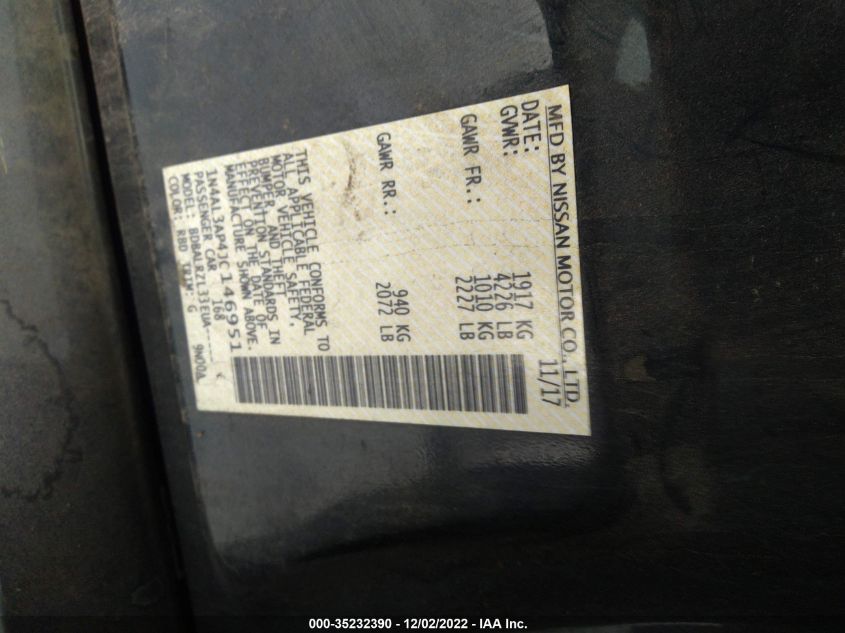 MFD BY NISSAN MOTOR CO., LTD.
DATE: 11/17
GVWR: 1917 KG
4226 LB
GAWR FR.: 1010 KG
2227 LB
GAWR RR.: 940 KG
2072 LB
THIS VEHICLE CONFORMS TO
ALL APPLICABLE FEDERAL
MOTOR VEHICLE SAFETY,
BUMPER, AND THEFT
PREVENTION STANDARDS IN
EFFECT ON THE DATE OF
MANUFACTURE SHOWN ABOVE.
1N4AL3AP4JC146951
PASSENGER CAR 168
MODEL: BDBALRZL33EUA-
COLOR: RBD TRIM: G
000-35232390 - 12/02/2022 - IAA Inc.